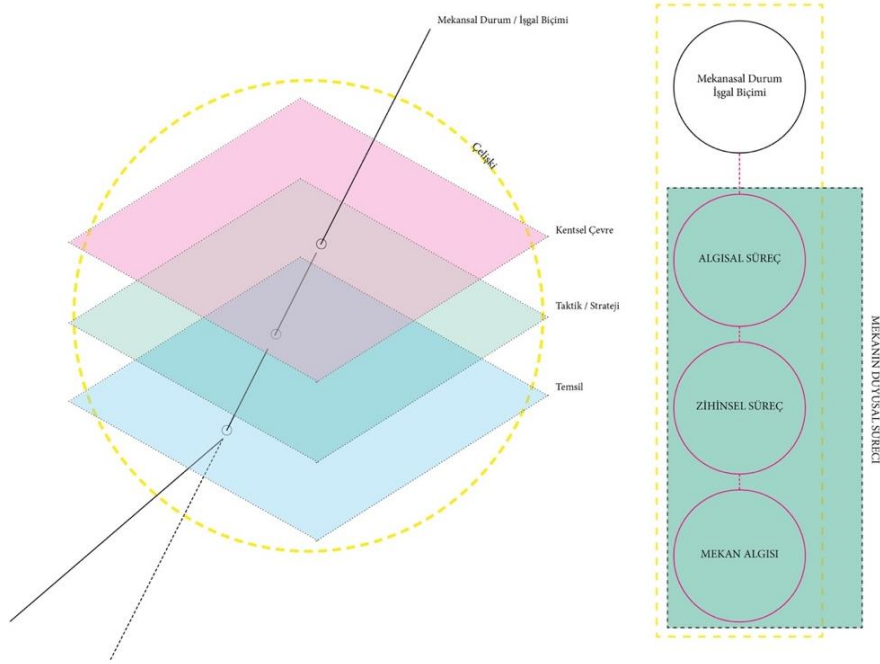 Mekansal Durum / İşgal Biçimi
Çelişki
Kentsel Çevre
Taktik / Strateji
Temsil
Mekanasal Durum
İşgal Biçimi
ALGISAL SÜREÇ
ZİHİNSEL SÜREÇ
MEKAN ALGISI
MEKANIN DUYUSAL SÜRECİ